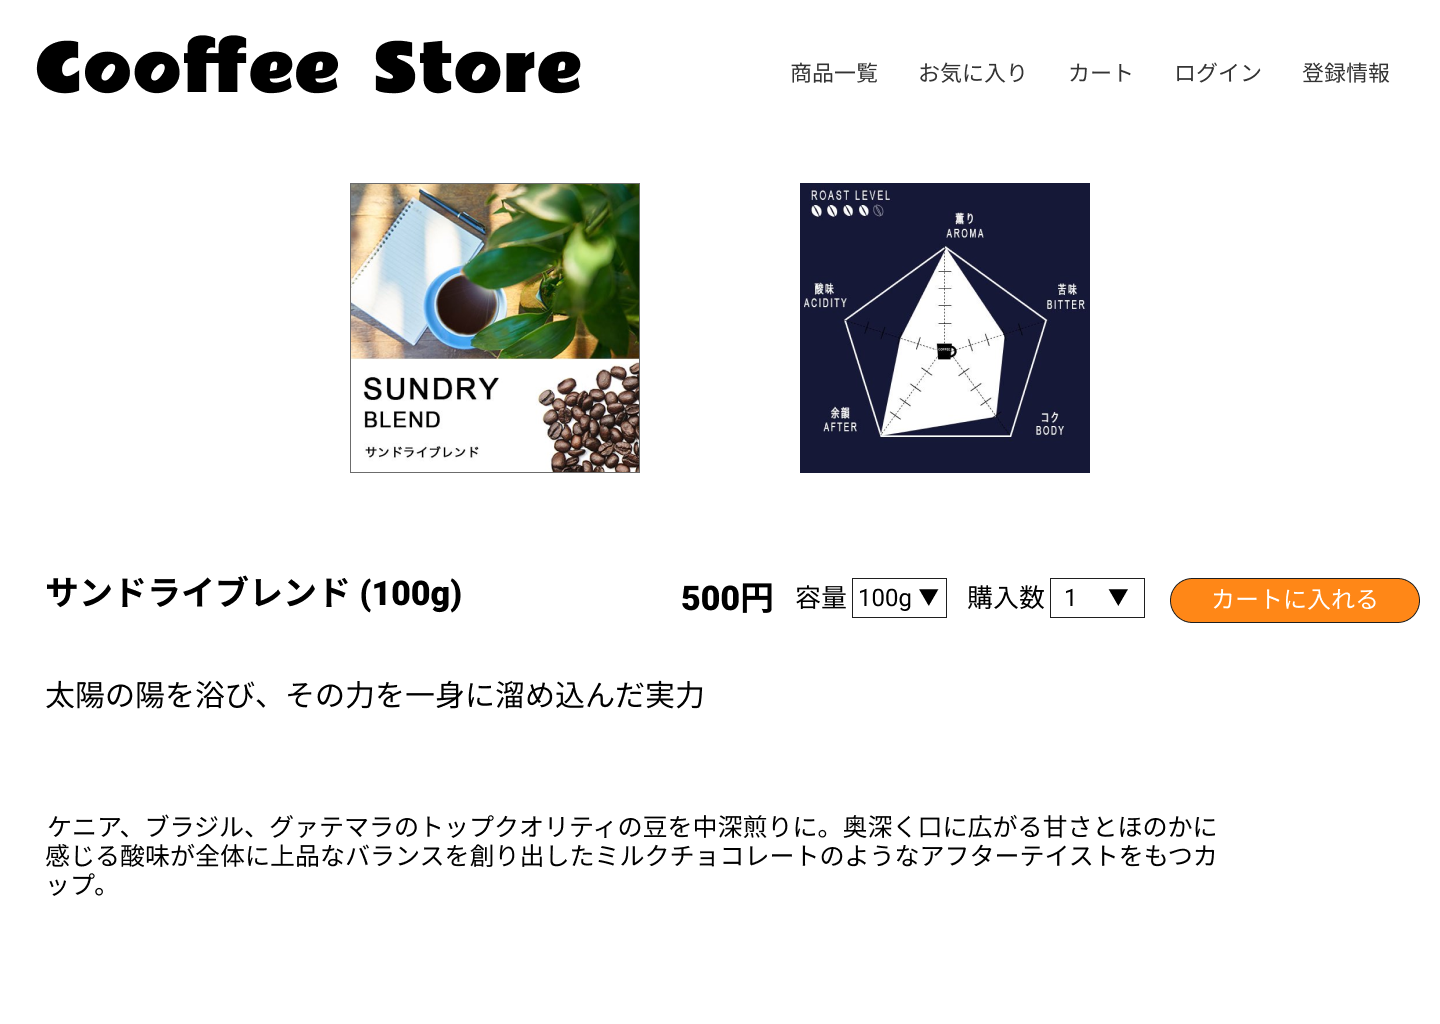 Cooffee Store
商品一覧 お気に入り カート ログイン 登録情報
SUNDRY
BLEND
サンドライブレンド
ROAST LEVEL
薫り
AROMA
酸味
ACIDITY
苦味
BITTER
余韻
AFTER
コク
BODY
サンドライブレンド (100g)
500円 容量 100g ▼ 購入数 1 ▼ カートに入れる
太陽の陽を浴び、その力を一身に溜め込んだ実力
ケニア、ブラジル、グァテマラのトップクオリティの豆を中深煎りに。奥深く口に広がる甘さとほのかに
感じる酸味が全体に上品なバランスを創り出したミルクチョコレートのようなアフターテイストをもつカ
ップ。